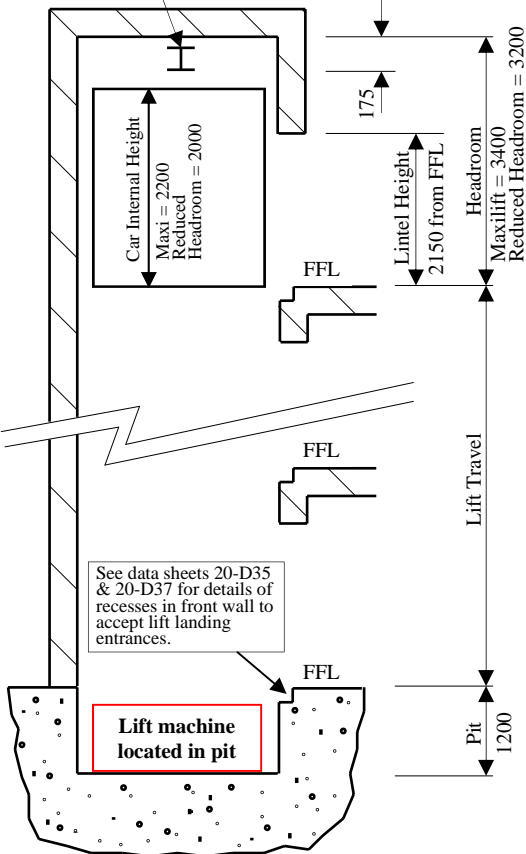 175
Car Internal Height
Maxi = 2200
Reduced
Headroom = 2000
Lintel Height
2150 from FFL
Headroom
Maxilift = 3400
Reduced Headroom = 3200
FFL
FFL
Lift Travel
See data sheets 20-D35
& 20-D37 for details of
recesses in front wall to
accept lift landing
entrances.
FFL
Lift machine
located in pit
Pit
1200